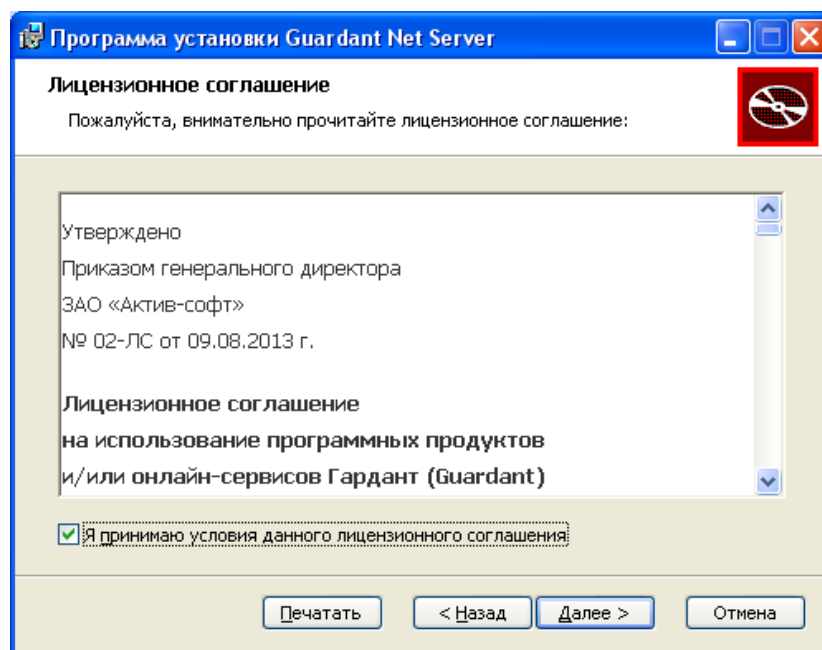 Программа установки Guardant Net Server
Лицензионное соглашение
Пожалуйста, внимательно прочитайте лицензионное соглашение:
Утверждено
Приказом генерального директора
ЗАО «Актив-софт»
№ 02-ЛС от 09.08.2013 г.
Лицензионное соглашение
на использование программных продуктов
и/или онлайн-сервисов Гардант (Guardant)
Я принимаю условия данного лицензионного соглашения
Печатать
< Назад
Далее >
Отмена